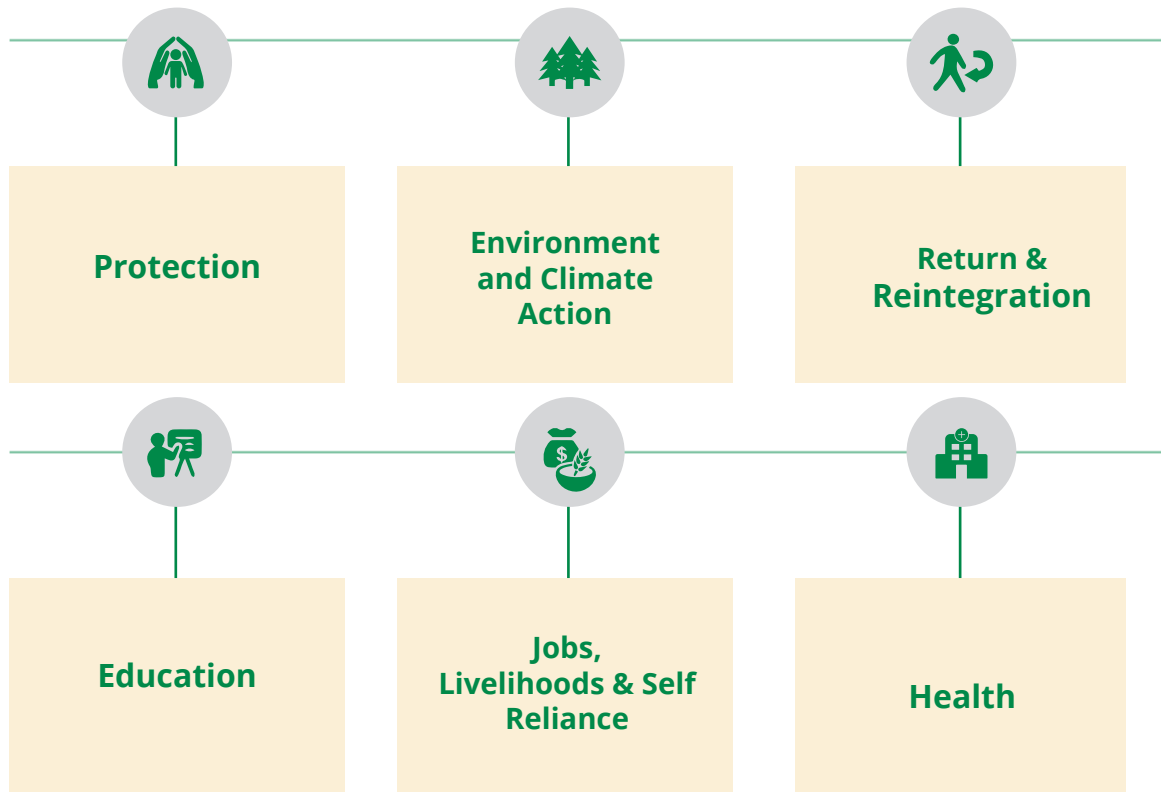 Protection
Environment
and Climate
Action
Return &
Reintegration
$
Education
Jobs,
Livelihoods & Self
Reliance
Health